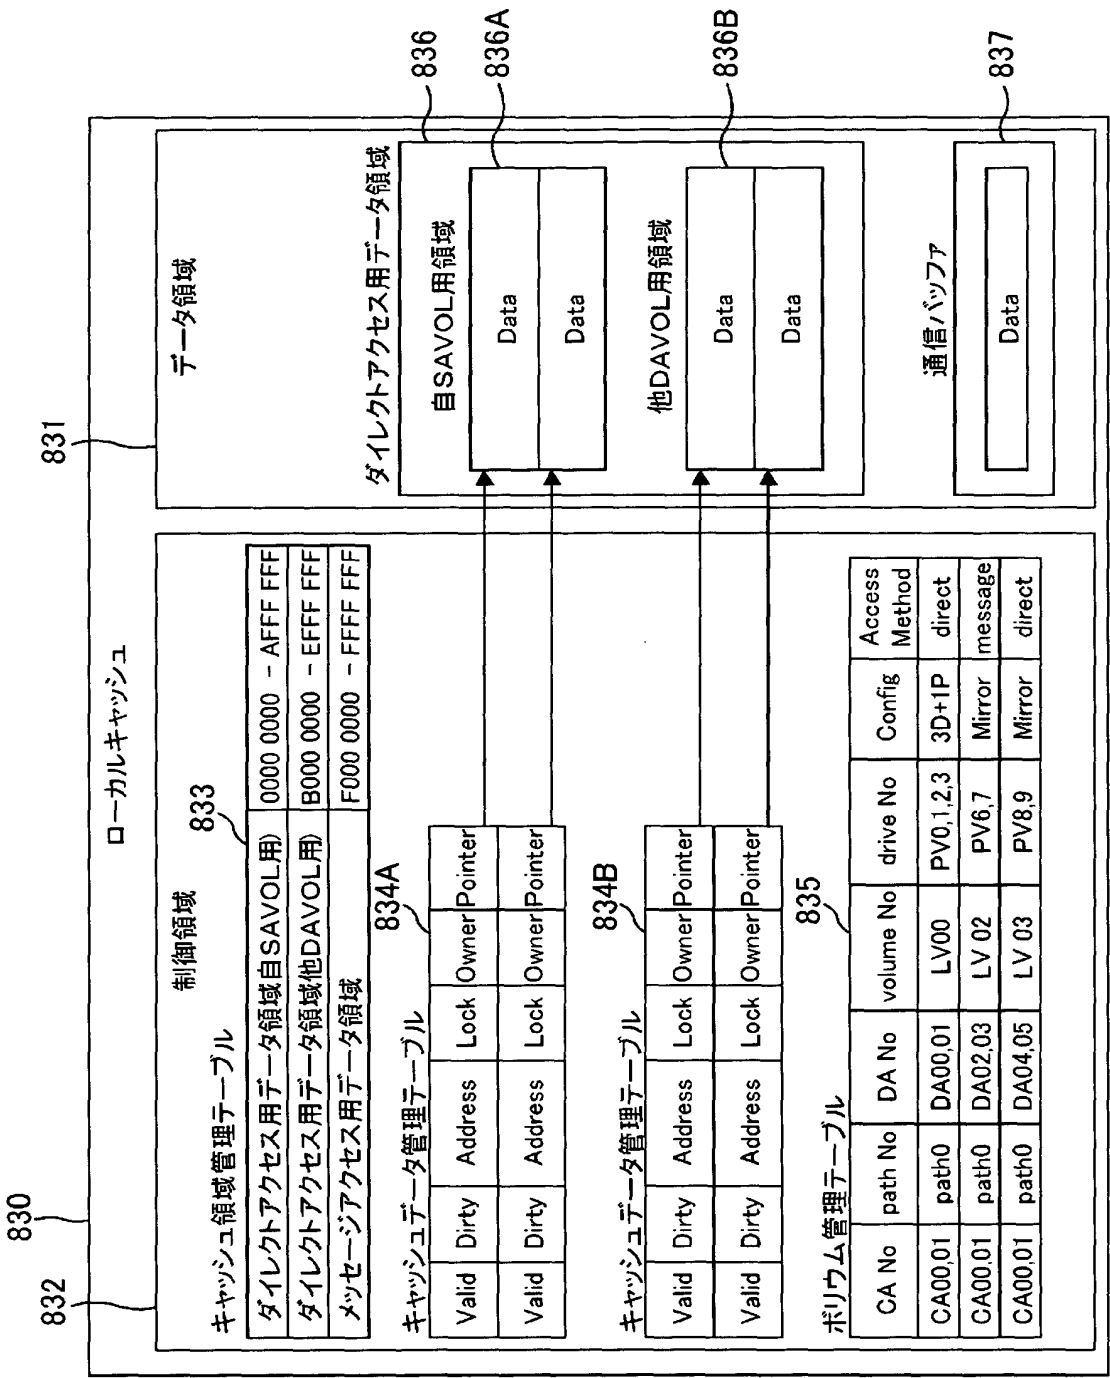 830
ローカルキャッシュ
832
制御領域
キャッシュ領域管理テーブル
833
ダイレクトアクセス用データ領域自SAVOL用) 0000 0000 - AFFF FFF
ダイレクトアクセス用データ領域他DAVOL用) B000 0000 - EFFF FFF
メッセージアクセス用データ領域 F000 0000 - FFFF FFF
キャッシュデータ管理テーブル
834A
Valid Dirty Address Lock Owner Pointer
Valid Dirty Address Lock Owner Pointer
キャッシュデータ管理テーブル
834B
Valid Dirty Address Lock Owner Pointer
Valid Dirty Address Lock Owner Pointer
ボリウム管理テーブル
835
CA No path No DA No volume No drive No Config Access Method
CA00,01 path0 DA00,01 LV00 PV0,1,2,3 3D+1P direct
CA00,01 path0 DA02,03 LV 02 PV6,7 Mirror message
CA00,01 path0 DA04,05 LV 03 PV8,9 Mirror direct
831
データ領域
ダイレクトアクセス用データ領域
836
自SAVOL用領域
836A
Data
Data
他DAVOL用領域
836B
Data
Data
通信バッファ
837
Data